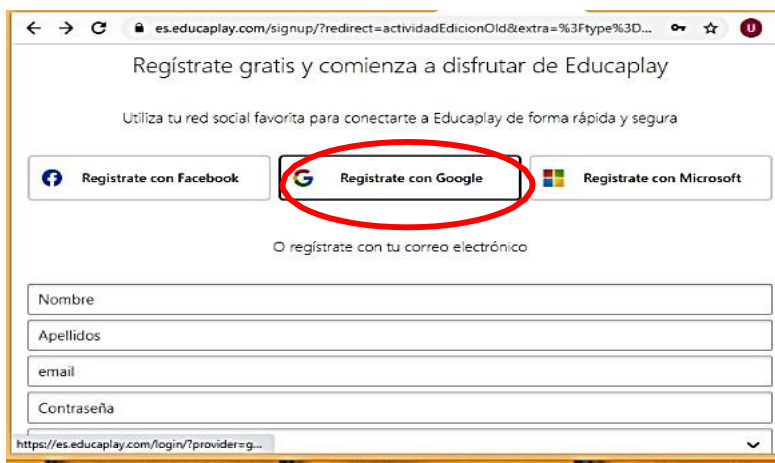 es.educaplay.com/signup/?redirect=actividadEdicionOld&extra=%3Ftype%3D...
U
Regístrate gratis y comienza a disfrutar de Educaplay
Utiliza tu red social favorita para conectarte a Educaplay de forma rápida y segura
Registrate con Facebook
Registrate con Google
Registrate con Microsoft
O regístrate con tu correo electrónico
Nombre
Apellidos
email
Contraseña
https://es.educaplay.com/login/?provider=g...